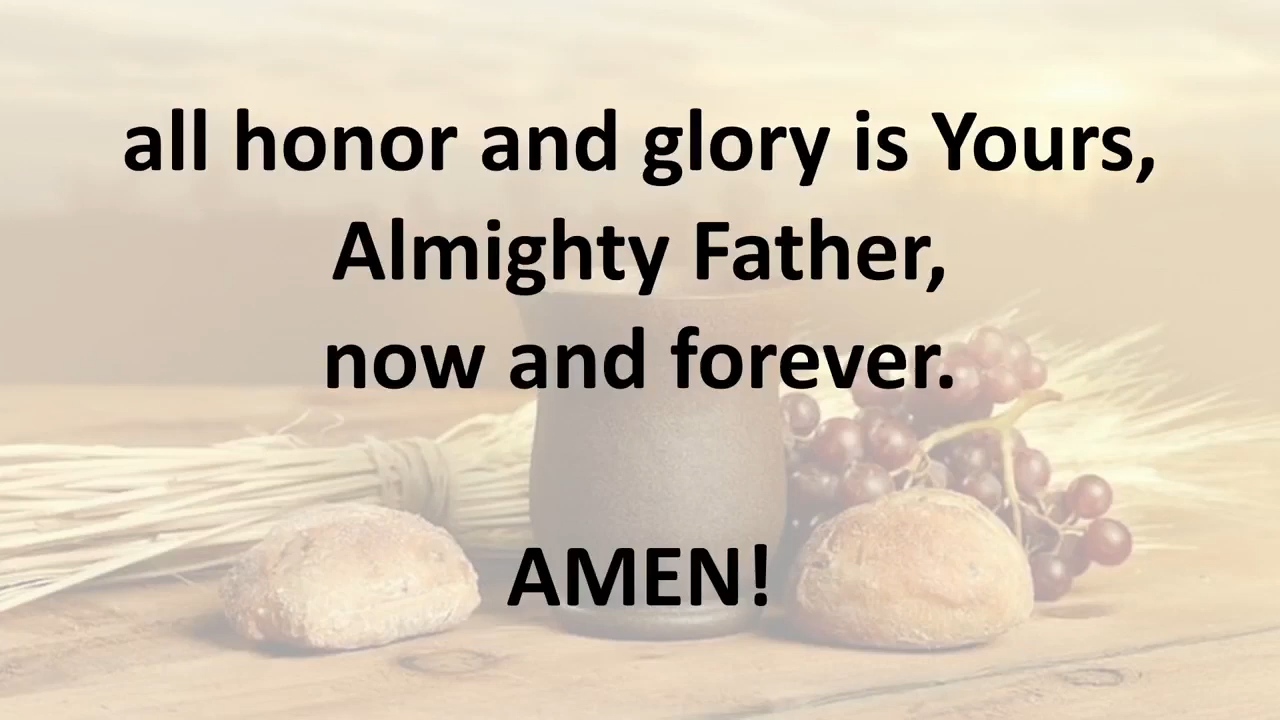 all honor and glory is Yours,
Almighty Father,
now and forever.
AMEN!